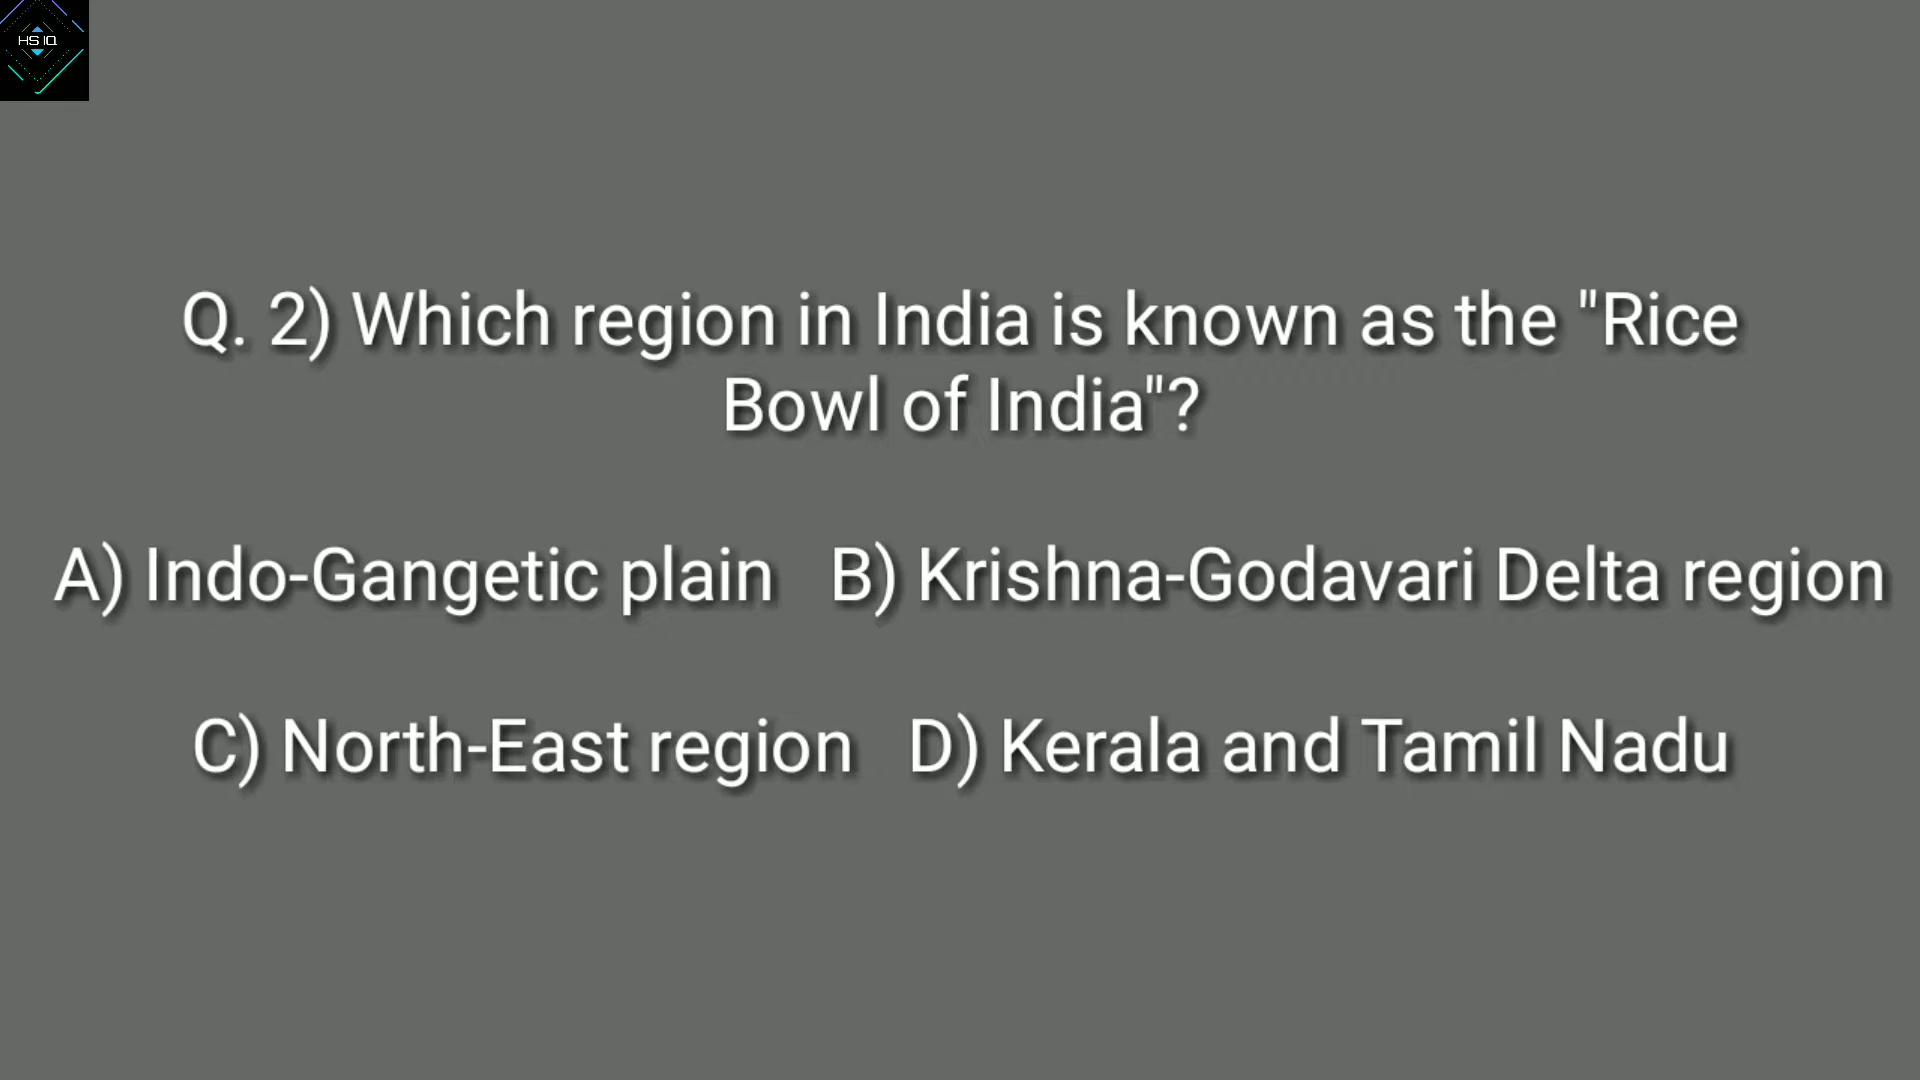 HS IQ
Q. 2) Which region in India is known as the "Rice
Bowl of India"?
A) Indo-Gangetic plain   B) Krishna-Godavari Delta region
C) North-East region   D) Kerala and Tamil Nadu